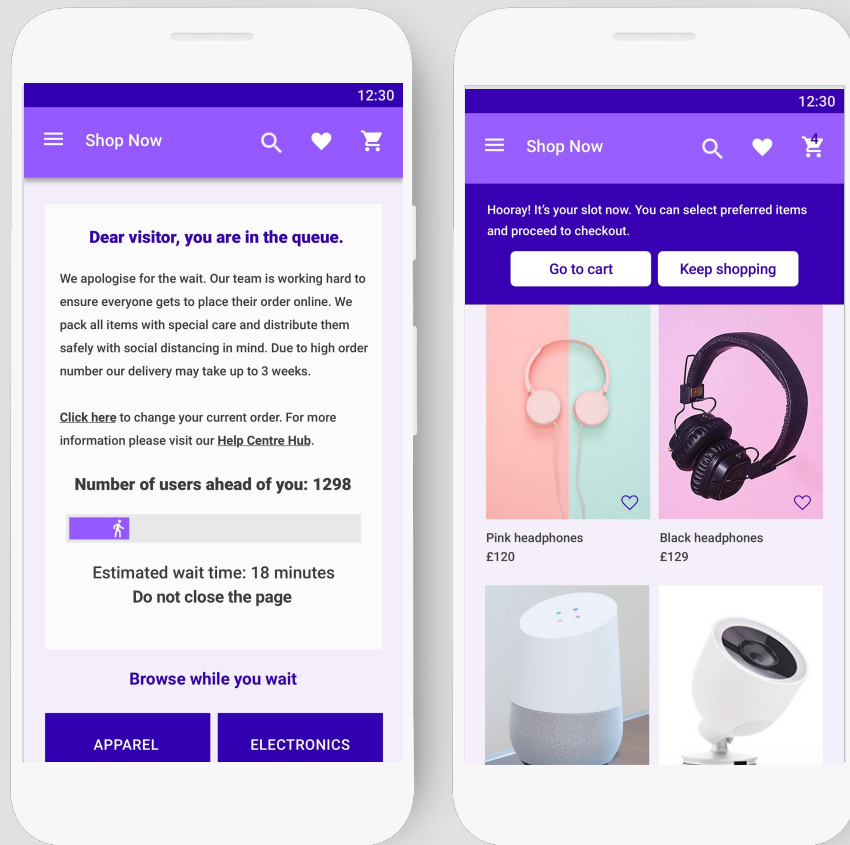 12:30
Shop Now
Dear visitor, you are in the queue.
We apologise for the wait. Our team is working hard to
ensure everyone gets to place their order online. We
pack all items with special care and distribute them
safely with social distancing in mind. Due to high order
number our delivery may take up to 3 weeks.
Click here to change your current order. For more
information please visit our Help Centre Hub.
Number of users ahead of you: 1298
Estimated wait time: 18 minutes
Do not close the page
Browse while you wait
APPAREL
ELECTRONICS
12:30
Shop Now
4
Hooray! It's your slot now. You can select preferred items
and proceed to checkout.
Go to cart
Keep shopping
Pink headphones
£120
Black headphones
£129